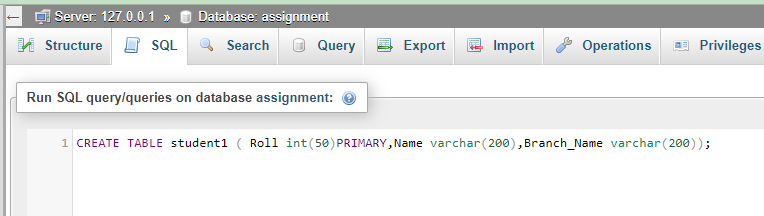 ← Server: 127.0.0.1 » Database: assignment
Structure SQL Search Query Export Import Operations Privileges
Run SQL query/queries on database assignment:
1 CREATE TABLE student1 ( Roll int(50)PRIMARY,Name varchar(200),Branch_Name varchar(200));